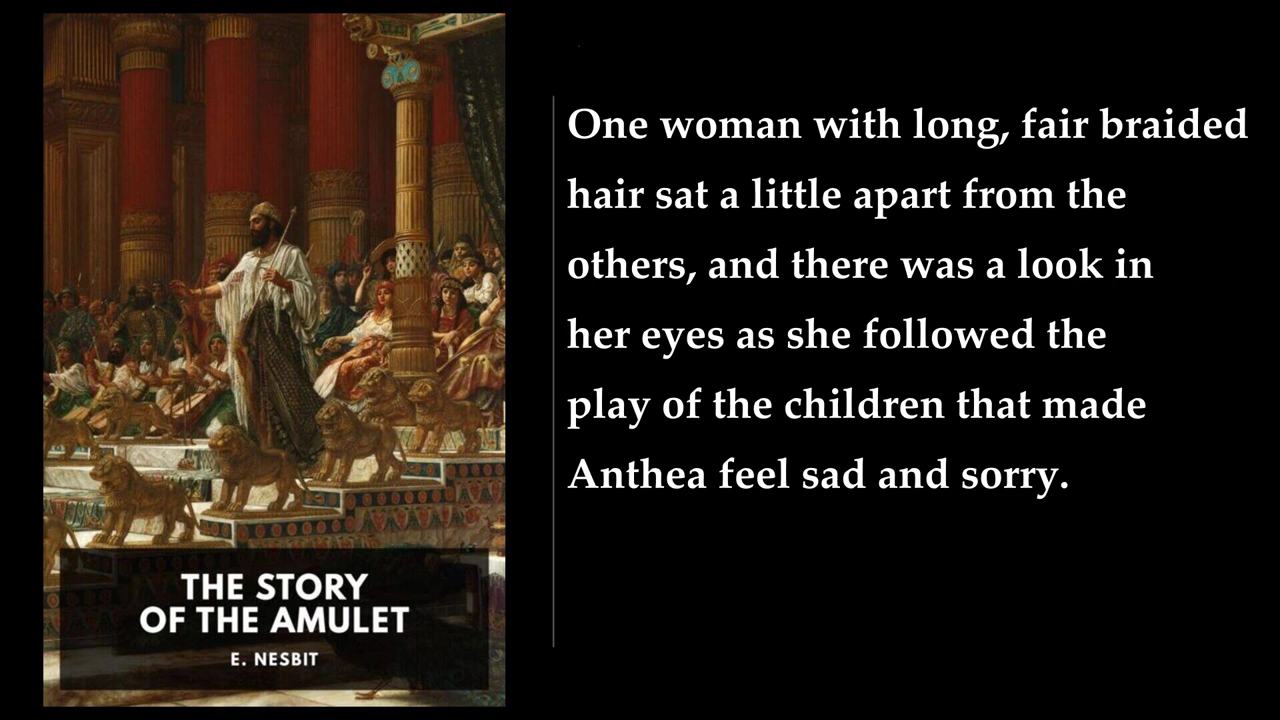 THE STORY
OF THE AMULET
E. NESBIT
One woman with long, fair braided
hair sat a little apart from the
others, and there was a look in
her eyes as she followed the
play of the children that made
Anthea feel sad and sorry.